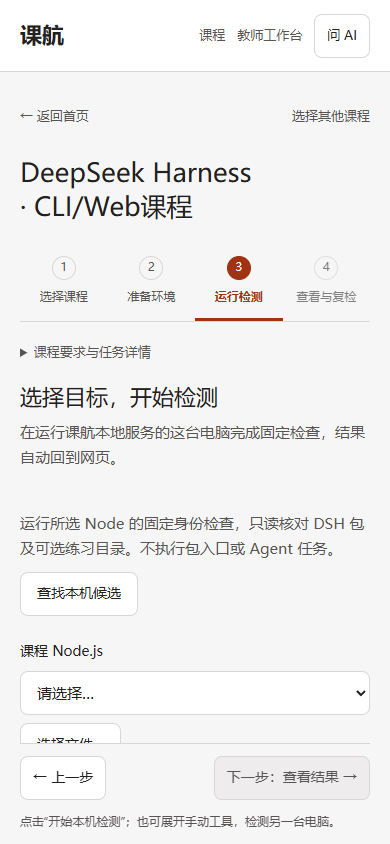 课航
课程 教师工作台 问 AI
← 返回首页 选择其他课程
DeepSeek Harness
· CLI/Web课程
1 2 3 4
选择课程 准备环境 运行检测 查看与复检
▶ 课程要求与任务详情
选择目标，开始检测
在运行课航本地服务的这台电脑完成固定检查，结果
自动回到网页。
运行所选 Node 的固定身份检查，只读核对 DSH 包
及可选练习目录。不执行包入口或 Agent 任务。
查找本机候选
课程 Node.js
请选择...
选择文件
← 上一步 下一步：查看结果 →
点击“开始本机检测”；也可展开手动工具，检测另一台电脑。